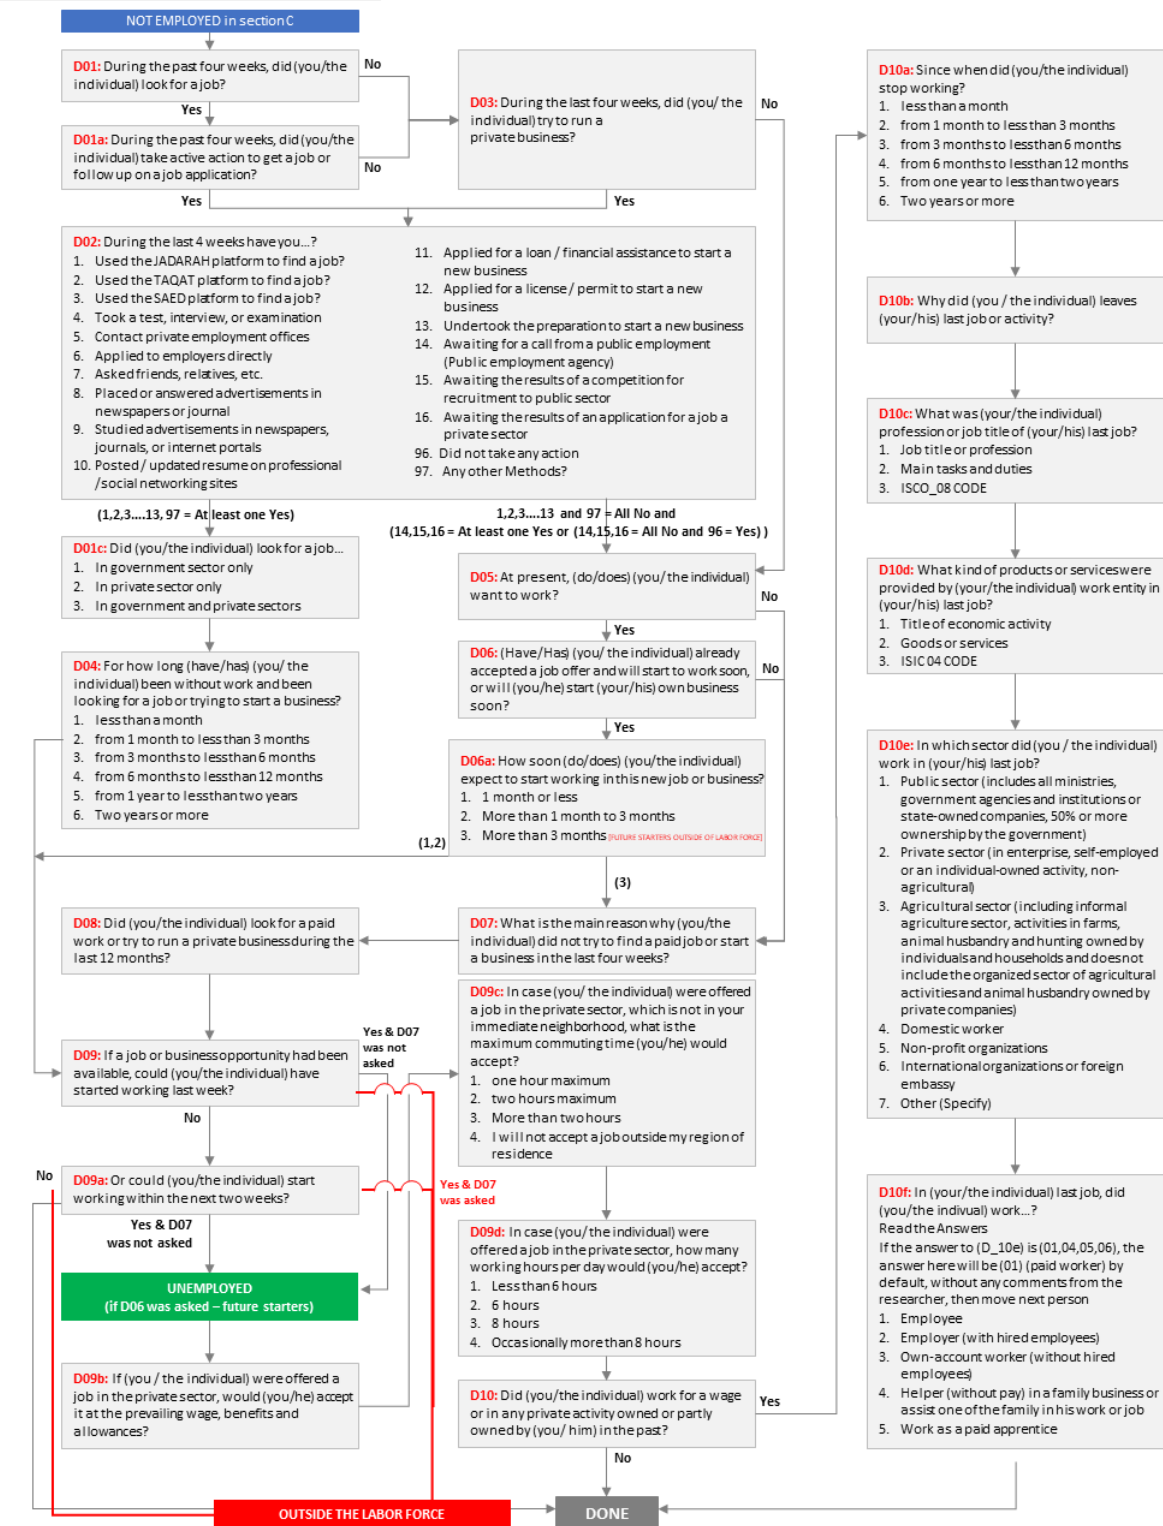 NOT EMPLOYED in section C
D01: During the past four weeks, did (you/the
individual) look for a job?
No
Yes
D01a: During the past four weeks, did (you/the
individual) take active action to get a job or
follow up on a job application?
No
Yes
D03: During the last four weeks, did (you/ the
individual) try to run a
private business?
No
Yes
D02: During the last 4 weeks have you...?
1. Used the JADARAH platform to find a job?
2. Used the TAQAT platform to find a job?
3. Used the SAED platform to find a job?
4. Took a test, interview, or examination
5. Contact private employment offices
6. Applied to employers directly
7. Asked friends, relatives, etc.
8. Placed or answered advertisements in
newspapers or journal
9. Studied advertisements in newspapers,
journals, or internet portals
10. Posted / updated resume on professional
/social networking sites
11. Applied for a loan / financial assistance to start a
new business
12. Applied for a license / permit to start a new
business
13. Undertook the preparation to start a new business
14. Awaiting for a call from a public employment
(Public employment agency)
15. Awaiting the results of a competition for
recruitment to public sector
16. Awaiting the results of an application for a job a
private sector
96. Did not take any action
97. Any other Methods?
(1,2,3....13, 97 = At least one Yes)
1,2,3....13 and 97 = All No and
(14,15,16 = At least one Yes or (14,15,16 = All No and 96 = Yes) )
D01c: Did (you/the individual) look for a job...
1. In government sector only
2. In private sector only
3. In government and private sectors
D04: For how long (have/has) (you/ the
individual) been without work and been
looking for a job or trying to start a business?
1. less than a month
2. from 1 month to less than 3 months
3. from 3 months to less than 6 months
4. from 6 months to less than 12 months
5. from 1 year to less than two years
6. Two years or more
D05: At present, (do/does) (you/ the individual)
want to work?
No
Yes
D06: (Have/Has) (you/ the individual) already
accepted a job offer and will start to work soon,
or will (you/he) start (your/his) own business
soon?
No
Yes
D06a: How soon (do/does) (you/the individual)
expect to start working in this new job or business?
1. 1 month or less
2. More than 1 month to 3 months
3. More than 3 months [FUTURE STARTERS OUTSIDE OF LABOR FORCE]
(1,2)
(3)
D07: What is the main reason why (you/the
individual) did not try to find a paid job or start
a business in the last four weeks?
D08: Did (you/the individual) look for a paid
work or try to run a private business during the
last 12 months?
D09: If a job or business opportunity had been
available, could (you/the individual) have
started working last week?
Yes & D07
was not
asked
No
D09a: Or could (you/the individual) start
working within the next two weeks?
No
Yes & D07
was not asked
Yes & D07
was asked
UNEMPLOYED
(if D06 was asked – future starters)
D09b: If (you / the individual) were offered a
job in the private sector, would (you/he) accept
it at the prevailing wage, benefits and
allowances?
D09c: In case (you/ the individual) were offered
a job in the private sector, which is not in your
immediate neighborhood, what is the
maximum commuting time (you/he) would
accept?
1. one hour maximum
2. two hours maximum
3. More than two hours
4. I will not accept a job outside my region of
residence
D09d: In case (you/ the individual) were
offered a job in the private sector, how many
working hours per day would (you/he) accept?
1. Less than 6 hours
2. 6 hours
3. 8 hours
4. Occasionally more than 8 hours
D10: Did (you/the individual) work for a wage
or in any private activity owned or partly
owned by (you/ him) in the past?
Yes
No
OUTSIDE THE LABOR FORCE
DONE
D10a: Since when did (you/the individual)
stop working?
1. less than a month
2. from 1 month to less than 3 months
3. from 3 months to less than 6 months
4. from 6 months to less than 12 months
5. from one year to less than two years
6. Two years or more
D10b: Why did (you / the individual) leaves
(your/his) last job or activity?
D10c: What was (your/the individual)
profession or job title of (your/his) last job?
1. Job title or profession
2. Main tasks and duties
3. ISCO_08 CODE
D10d: What kind of products or services were
provided by (your/the individual) work entity in
(your/his) last job?
1. Title of economic activity
2. Goods or services
3. ISIC 04 CODE
D10e: In which sector did (you / the individual)
work in (your/his) last job?
1. Public sector (includes all ministries,
government agencies and institutions or
state-owned companies, 50% or more
ownership by the government)
2. Private sector (in enterprise, self-employed
or an individual-owned activity, non-
agricultural)
3. Agricultural sector (including informal
agriculture sector, activities in farms,
animal husbandry and hunting owned by
individuals and households and does not
include the organized sector of agricultural
activities and animal husbandry owned by
private companies)
4. Domestic worker
5. Non-profit organizations
6. International organizations or foreign
embassy
7. Other (Specify)
D10f: In (your/the individual) last job, did
(you/the indivual) work...?
Read the Answers
If the answer to (D_10e) is (01,04,05,06), the
answer here will be (01) (paid worker) by
default, without any comments from the
researcher, then move next person
1. Employee
2. Employer (with hired employees)
3. Own-account worker (without hired
employees)
4. Helper (without pay) in a family business or
assist one of the family in his work or job
5. Work as a paid apprentice